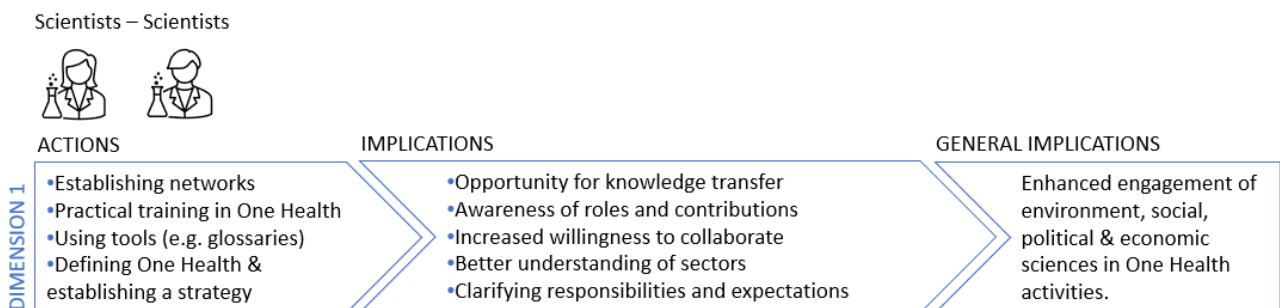 Scientists – Scientists
ACTIONS
IMPLICATIONS
GENERAL IMPLICATIONS
DIMENSION 1
•Establishing networks
•Practical training in One Health
•Using tools (e.g. glossaries)
•Defining One Health &
establishing a strategy
•Opportunity for knowledge transfer
•Awareness of roles and contributions
•Increased willingness to collaborate
•Better understanding of sectors
•Clarifying responsibilities and expectations
Enhanced engagement of
environment, social,
political & economic
sciences in One Health
activities.